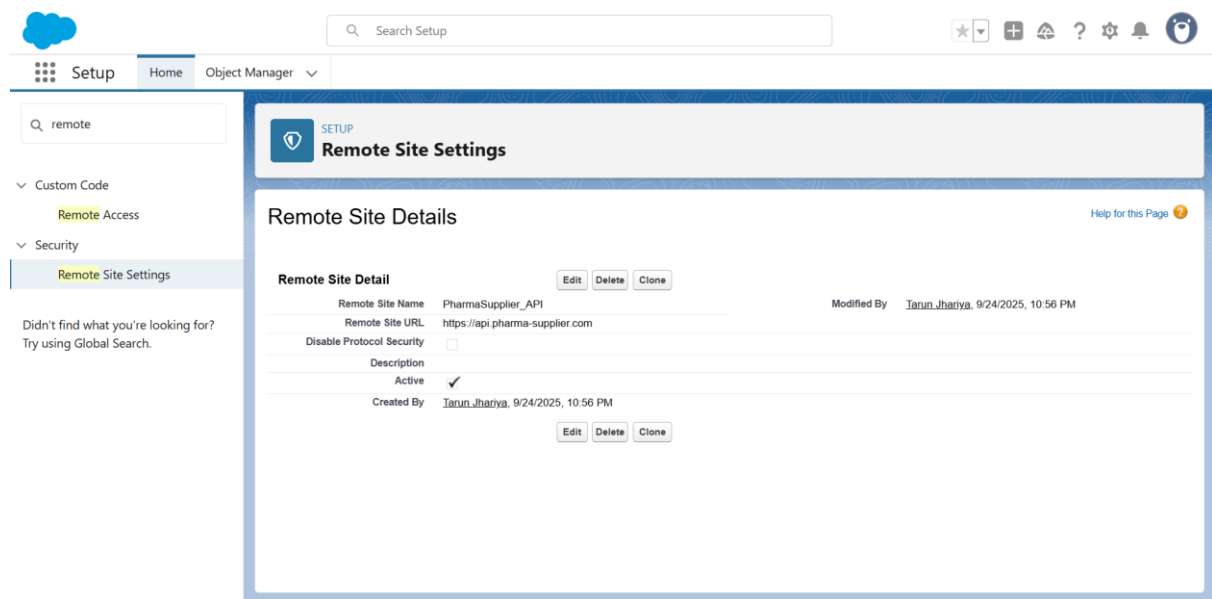 Search Setup
Setup Home Object Manager
remote
SETUP
Remote Site Settings
Custom Code
Remote Access
Security
Remote Site Settings
Didn't find what you're looking for?
Try using Global Search.
Remote Site Details
Help for this Page ?
Remote Site Detail Edit Delete Clone
Remote Site Name PharmaSupplier_API Modified By Tarun Jhariya, 9/24/2025, 10:56 PM
Remote Site URL https://api.pharma-supplier.com
Disable Protocol Security
Description
Active
Created By Tarun Jhariya, 9/24/2025, 10:56 PM
Edit Delete Clone